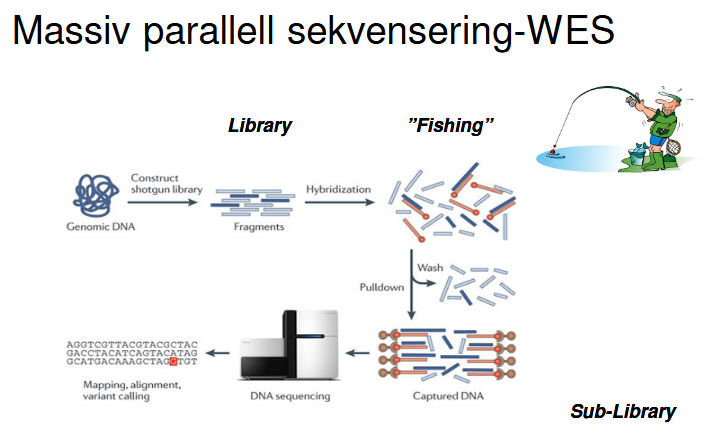 Massiv parallell sekvensering-WES
Library
”Fishing”
Construct
shotgun library
Hybridization
Genomic DNA
Fragments
Wash
Pulldown
AGGTCGTTACGTACGCTAC
GACCTACATCAGTACATAG
GCATGACAAAGCTAGGTGT
Mapping, alignment,
variant calling
DNA sequencing
Captured DNA
Sub-Library